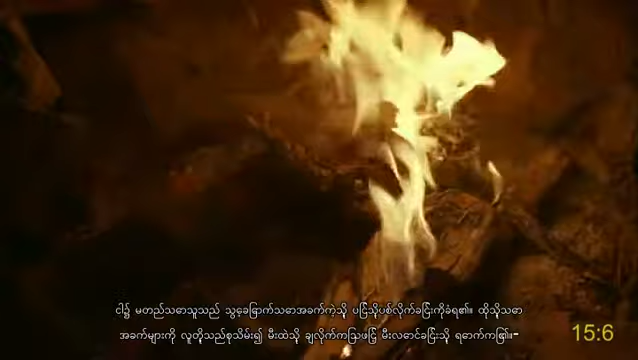 ငါ၌ မတည်သောသူသည် သွေ့ခြောက်သောအခက်ကဲ့သို့ ပြင်သို့ပစ်လိုက်ခြင်းကိုခံရ၏။ ထိုသို့သော
အခက်များကို လူတို့သည်စုသိမ်း၍ မီးထဲသို့ ချလိုက်ကြသဖြင့် မီးလောင်ခြင်းသို့ ရောက်ကြ၏။-
15:6